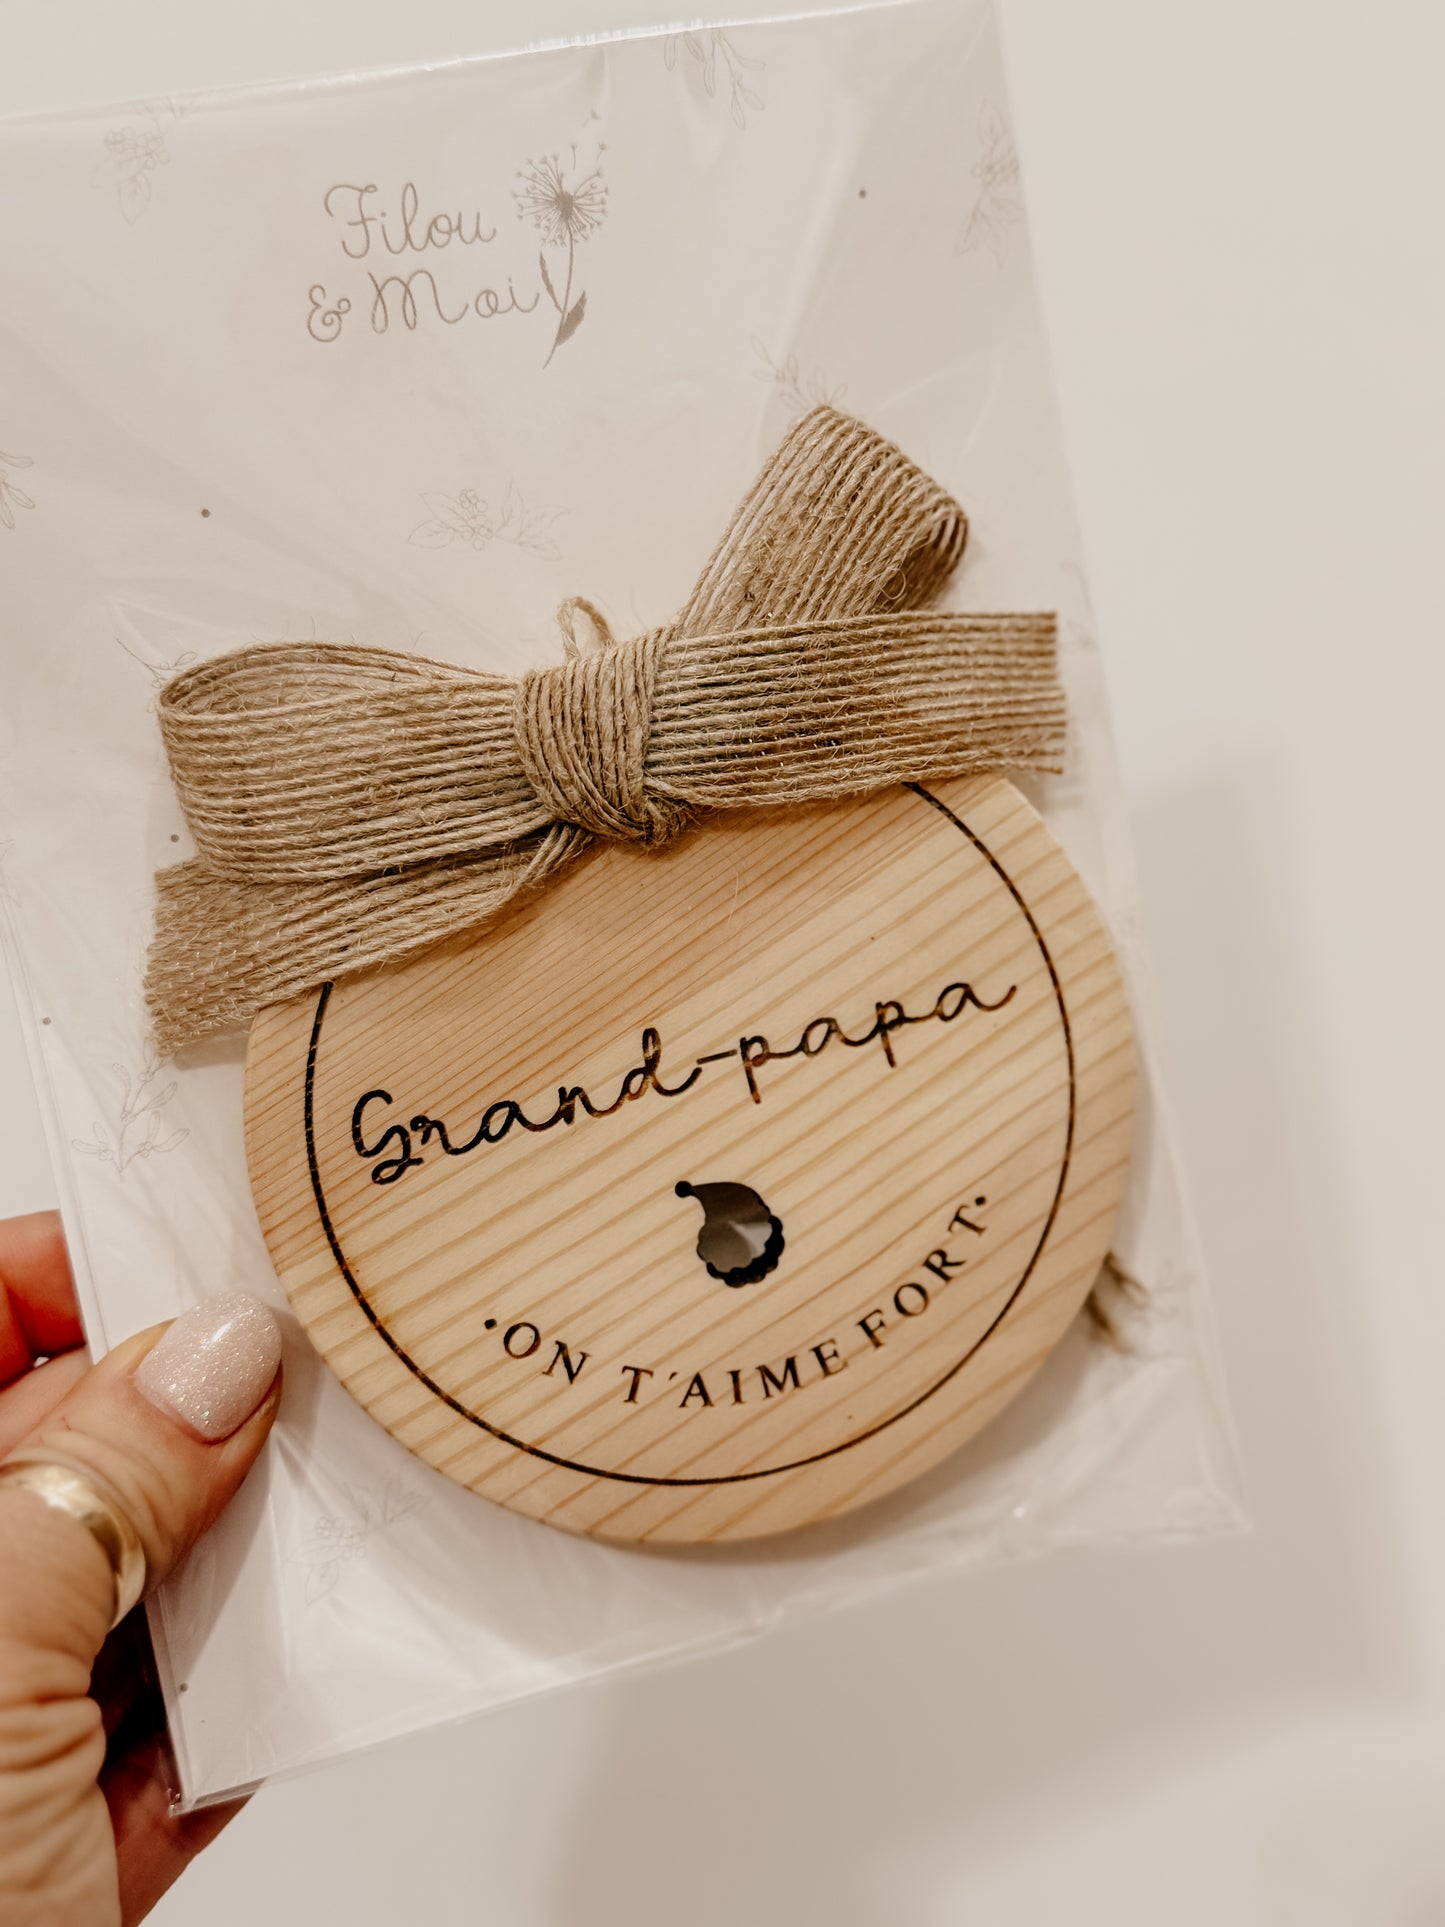 Filou
& Moi
Grand-papa
•ON T'AIME FORT•